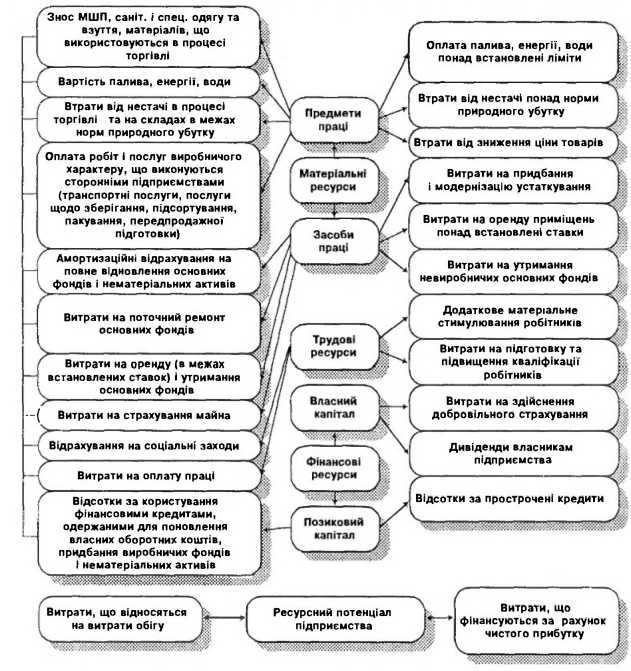 Знос МШП, саніт. і спец. одягу та
взуття, матеріалів, що
використовуються в процесі
торгівлі
Вартість палива, енергії, води
Втрати від нестачі в процесі
торгівлі та на складах в межах
норм природного убутку
Оплата робіт і послуг виробничого
характеру, що виконуються
сторонніми підприємствами
(транспортні послуги, послуги
щодо зберігання, підсортування,
пакування, передпродажної
підготовки)
Амортизаційні відрахування на
повне відновлення основних
фондів і нематеріальних активів
Витрати на поточний ремонт
основних фондів
Витрати на оренду (в межах
встановлених ставок) і утримання
основних фондів
Витрати на страхування майна
Відрахування на соціальні заходи
Витрати на оплату праці
Відсотки за користування
фінансовими кредитами,
одержаними для поновлення
власних оборотних коштів,
придбання виробничих фондів
і нематеріальних активів
Предмети
праці
Матеріальні
ресурси
Засоби
праці
Трудові
ресурси
Власний
капітал
Фінансові
ресурси
Позиковий
капітал
Оплата палива, енергії, води
понад встановлені ліміти
Втрати від нестачі понад норми
природного убутку
Втрати від зниження ціни товарів
Витрати на придбання
і модернізацію устаткування
Витрати на оренду приміщень
понад встановлені ставки
Витрати на утримання
невиробничих основних фондів
Додаткове матеріальне
стимулювання робітників
Витрати на підготовку та
підвищення кваліфікації
робітників
Витрати на здійснення
добровільного страхування
Дивіденди власникам
підприємства
Відсотки за прострочені кредити
Витрати, що відносяться
на витрати обігу
Ресурсний потенціал
підприємства
Витрати, що
фінансуються за рахунок
чистого прибутку